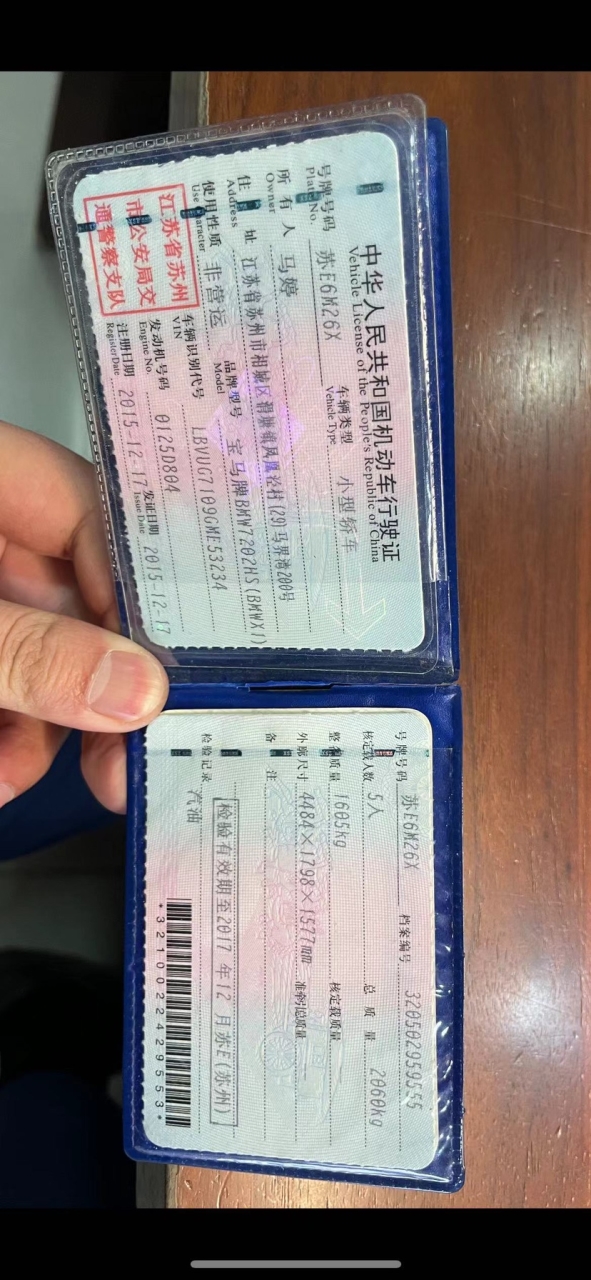 中华人民共和国机动车行驶证
Vehicle License of the People's Republic of China
号牌号码 苏E6M26X 车辆类型 小型轿车
Plate No. Vehicle Type
所有人 马婷
Owner
住址 江苏省苏州市相城区渭塘镇凤凰泾村(29)马界湾200号
Address
使用性质 非营运 品牌型号 宝马牌BMW7202HS(BMWX1)
Use Character Model
江苏省苏州
市公安局交
通警察支队
车辆识别代号 LBVUG7109GME53234
VIN
发动机号码 0125D804
Engine No.
注册日期 2015-12-17 发证日期 2015-12-17
Register Date Issue Date
号牌号码 苏E6M26X 档案编号 320502959555
核定载人数 5人 总质量 2060kg
整备质量 1605kg 核定载质量 --
外廓尺寸 4484×1798×1577mm 准牵引总质量 --
备注
检验有效期至2017年12月苏E(苏州)
检验记录 汽油
*3210022429553*